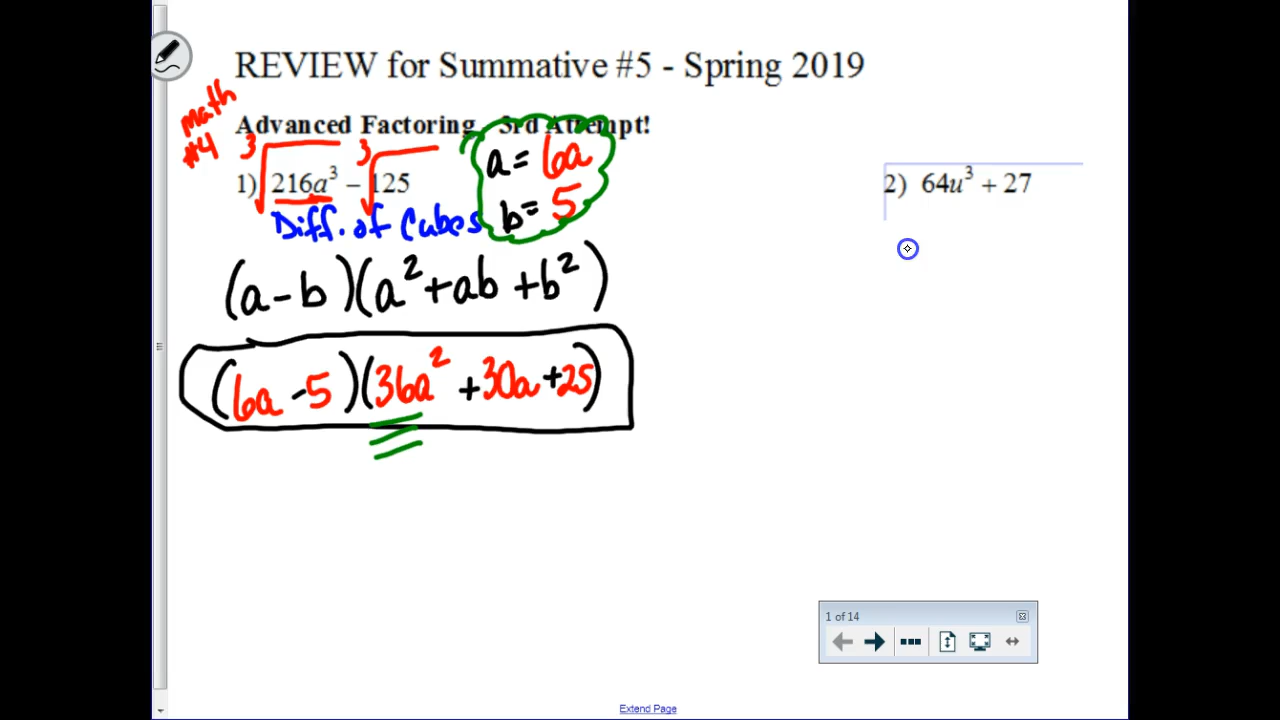 REVIEW for Summative #5 - Spring 2019
math #4
Advanced Factoring 3rd Attempt!
1) ∛216a³ – ∛125
a = 6a
b = 5
Diff. of Cubes
(a - b)(a² + ab + b²)
(6a - 5)(36a² + 30a + 25)
2) 64u³ + 27
1 of 14
Extend Page